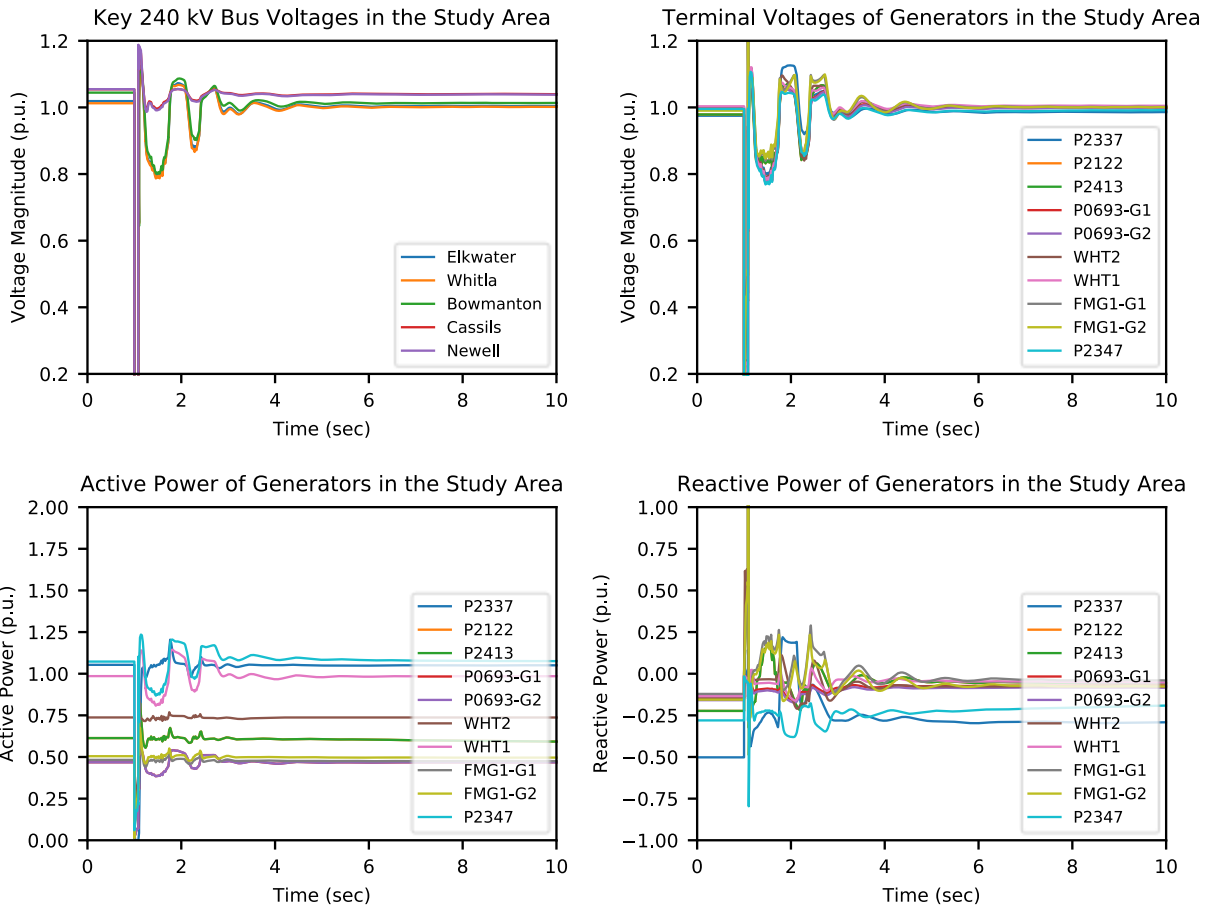 Key 240 kV Bus Voltages in the Study Area
Voltage Magnitude (p.u.)
1.2
1.0
0.8
0.6
0.4
0.2
Elkwater
Whitla
Bowmanton
Cassils
Newell
0 2 4 6 8 10
Time (sec)
Terminal Voltages of Generators in the Study Area
Voltage Magnitude (p.u.)
1.2
1.0
0.8
0.6
0.4
0.2
P2337
P2122
P2413
P0693-G1
P0693-G2
WHT2
WHT1
FMG1-G1
FMG1-G2
P2347
0 2 4 6 8 10
Time (sec)
Active Power of Generators in the Study Area
Active Power (p.u.)
2.00
1.75
1.50
1.25
1.00
0.75
0.50
0.25
0.00
P2337
P2122
P2413
P0693-G1
P0693-G2
WHT2
WHT1
FMG1-G1
FMG1-G2
P2347
0 2 4 6 8 10
Time (sec)
Reactive Power of Generators in the Study Area
Reactive Power (p.u.)
1.00
0.75
0.50
0.25
0.00
−0.25
−0.50
−0.75
−1.00
P2337
P2122
P2413
P0693-G1
P0693-G2
WHT2
WHT1
FMG1-G1
FMG1-G2
P2347
0 2 4 6 8 10
Time (sec)